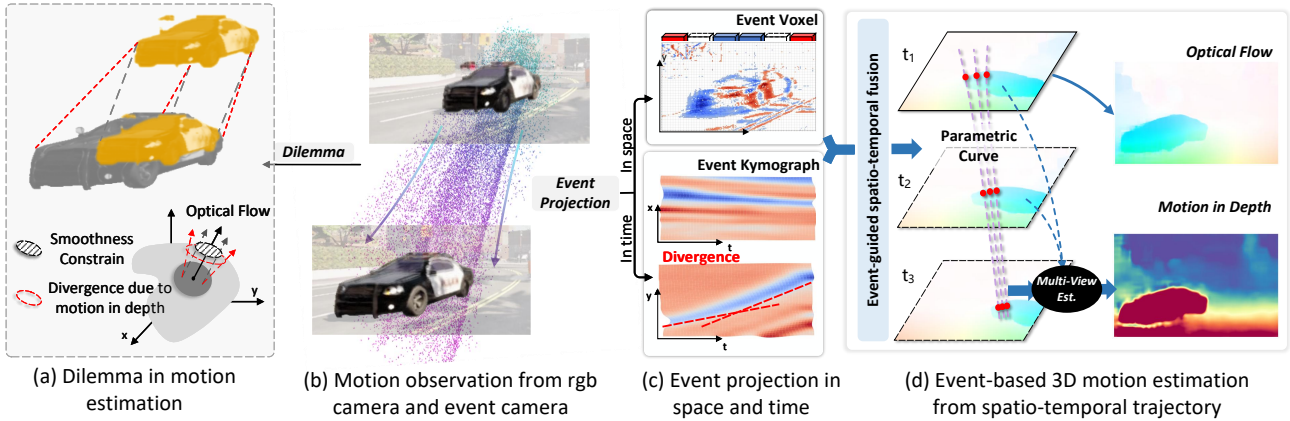 Dilemma
Optical Flow
Smoothness
Constrain
Divergence due to
motion in depth
y
x
(a) Dilemma in motion
estimation
Event
Projection
(b) Motion observation from rgb
camera and event camera
In space
In time
Event Voxel
y
x
Event Kymograph
x
t
Divergence
y
t
(c) Event projection in
space and time
Event-guided spatio-temporal fusion
t1
Parametric
Curve
t2
t3
Optical Flow
Motion in Depth
Multi-View
Est.
(d) Event-based 3D motion estimation
from spatio-temporal trajectory